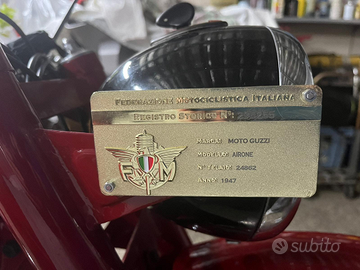 Federazione Motociclistica Italiana
Registro Storico N°:
Marca: MOTO GUZZI
Modello: AIRONE
N° Telaio: 24862
Anno: 1947
FMI
subito